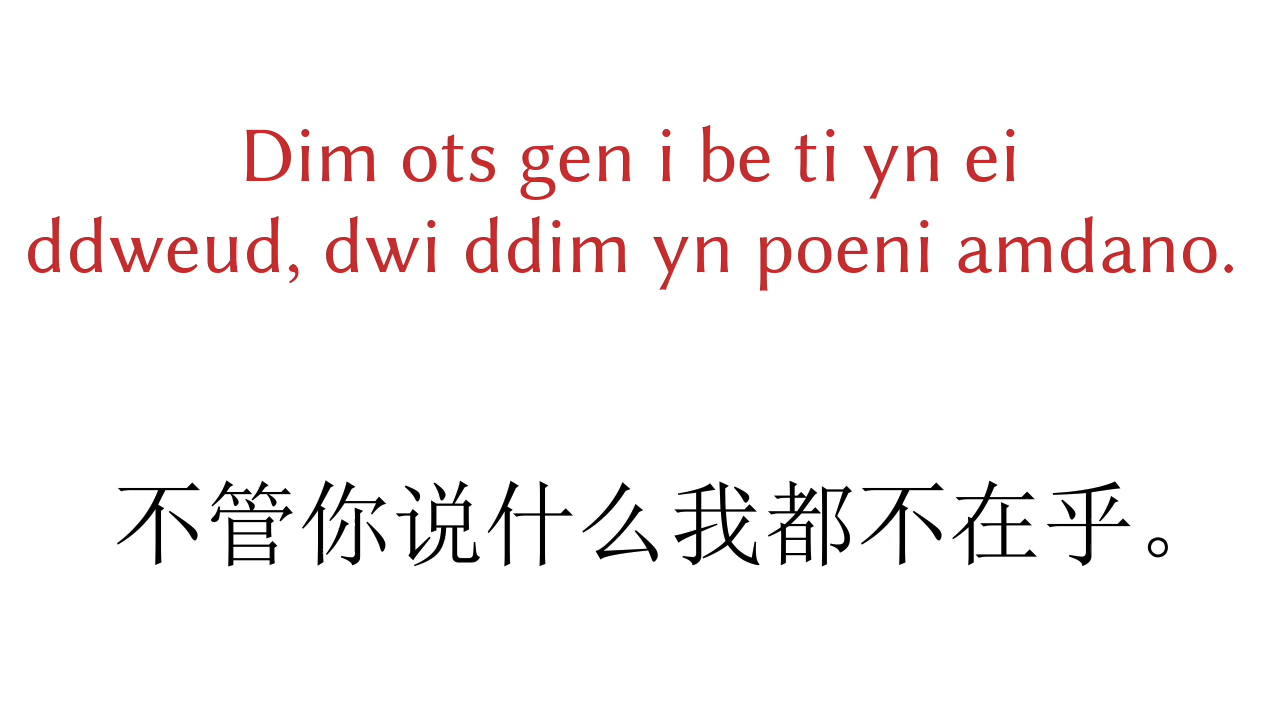 Dim ots gen i be ti yn ei
ddweud, dwi ddim yn poeni amdano.
不管你说什么我都不在乎。